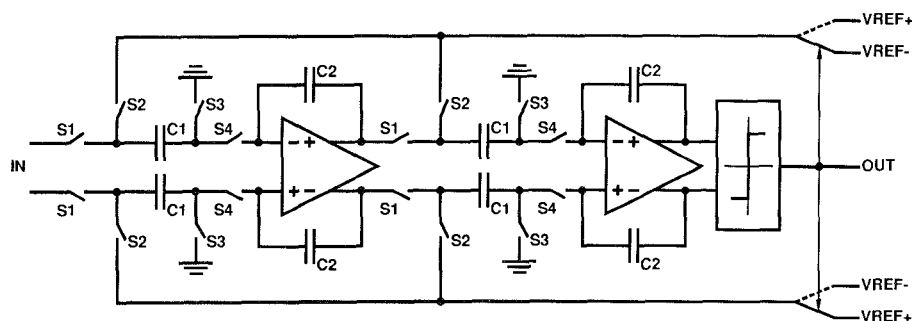 VREF+
VREF-
C2 C2
S2 S3 S2 S3
S1 C1 S4 S1 C1 S4
- + - +
IN OUT
+ - + -
S1 C1 S4 S1 C1 S4
S2 S3 S2 S3
C2 C2
VREF-
VREF+